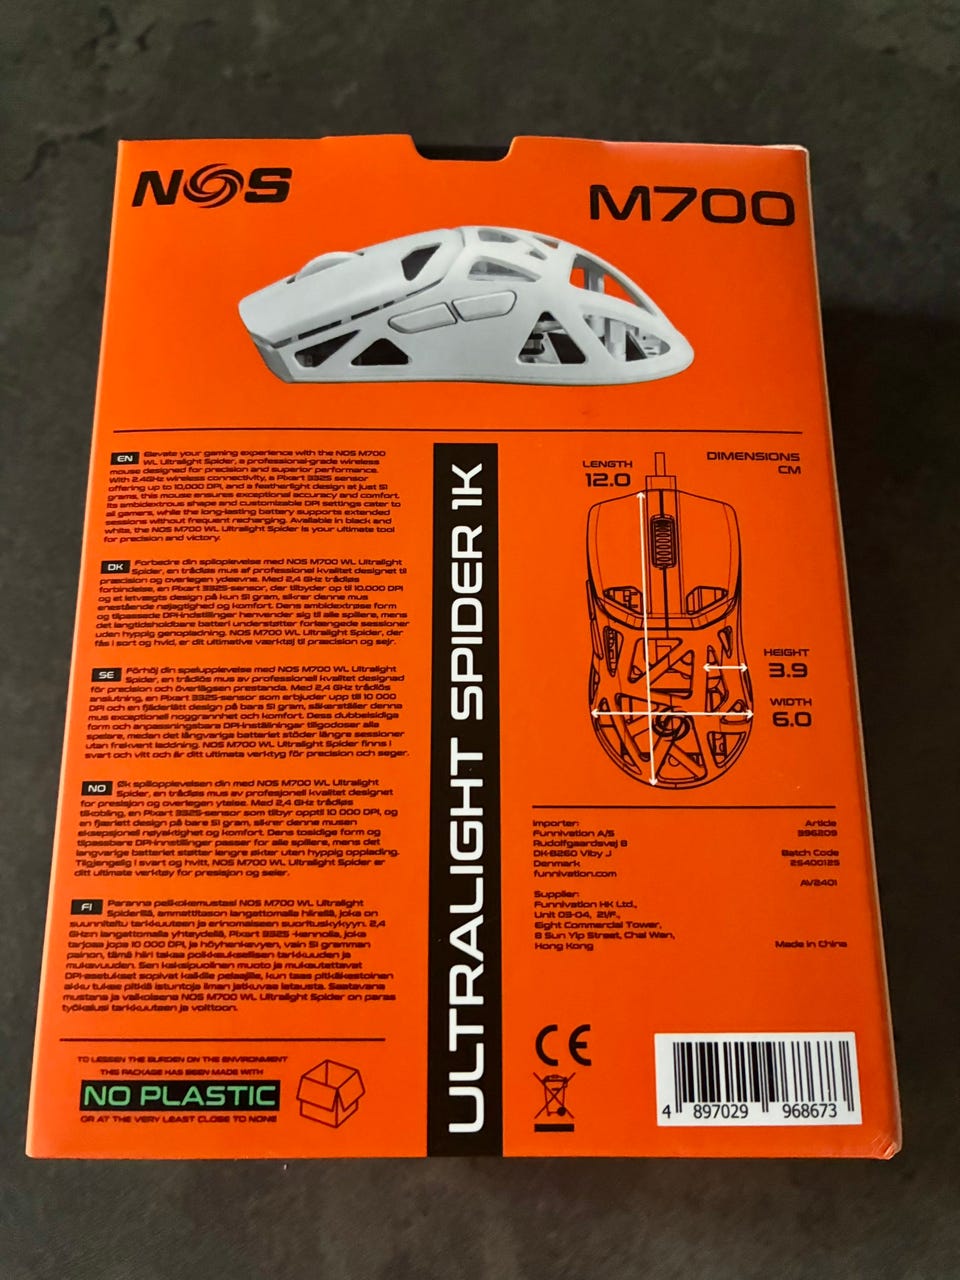 NOS
M700
EN Elevate your gaming experience with the NOS M700
WL Ultralight Spider, a professional-grade wireless
mouse designed for precision and superior performance.
With 2.4GHz wireless connectivity, a Pixart 3325 sensor
offering up to 10,000 DPI, and a featherlight design at just 51
grams, this mouse ensures exceptional accuracy and comfort.
Its ambidextrous shape and customizable DPI settings cater to
all gamers, while the long-lasting battery supports extended
sessions without frequent recharging. Available in black and
white, the NOS M700 WL Ultralight Spider is your ultimate tool
for precision and victory.
DK Forbedre din spiloplevelse med NOS M700 WL Ultralight
Spider, en trådløs mus af professionel kvalitet designet til
præcision og overlegen ydeevne. Med 2,4 GHz trådløs
forbindelse, en Pixart 3325-sensor, der tilbyder op til 10.000 DPI
og et letvægts design på kun 51 gram, sikrer denne mus
enestående nøjagtighed og komfort. Dens ambidextrøse form
og tilpassede DPI-indstillinger henvender sig til alle spillere, mens
det langtidsholdbare batteri understøtter forlængede sessioner
uden hyppig genopladning. NOS M700 WL Ultralight Spider, der
fås i sort og hvid, er dit ultimative værktøj til præcision og sejr.
SE Förhöj din spelupplevelse med NOS M700 WL Ultralight
Spider, en trådlös mus av professionell kvalitet designad
för precision och överlägsen prestanda. Med 2,4 GHz trådlös
anslutning, en Pixart 3325-sensor som erbjuder upp till 10 000
DPI och en fjäderlätt design på bara 51 gram, säkerställer denna
mus exceptionell noggrannhet och komfort. Dess dubbelsidiga
form och anpassningsbara DPI-inställningar tillgodoser alla
spelare, medan det långvariga batteriet stöder längre sessioner
utan frekvent laddning. NOS M700 WL Ultralight Spider finns i
svart och vitt och är ditt ultimata verktyg för precision och seger.
NO Øk spillopplevelsen din med NOS M700 WL Ultralight
Spider, en trådløs mus av profesjonell kvalitet designet
for presisjon og overlegen ytelse. Med 2,4 GHz trådløs
tilkobling, en Pixart 3325-sensor som tilbyr opptil 10 000 DPI, og
en fjærlett design på bare 51 gram, sikrer denne musen
eksepsjonell nøyaktighet og komfort. Dens tosidige form og
tilpassbare DPI-innstillinger passer for alle spillere, mens det
langvarige batteriet støtter lengre økter uten hyppig opplading.
Tilgjengelig i svart og hvitt, NOS M700 WL Ultralight Spider er
ditt ultimate verktøy for presisjon og seier.
FI Paranna pelikokemustasi NOS M700 WL Ultralight
Spiderillä, ammattitason langattomalla hiirellä, joka on
suunniteltu tarkkuuteen ja erinomaiseen suorituskykyyn. 2,4
GHz:n langattomalla yhteydellä, Pixart 3325 -kennolla, joka
tarjoaa jopa 10 000 DPI, ja höyhenkevyen, vain 51 gramman
painon, tämä hiiri takaa poikkeuksellisen tarkkuuden ja
mukavuuden. Sen kaksipuolinen muoto ja mukautettavat
DPI-asetukset sopivat kaikille pelaajille, kun taas pitkäkestoinen
akku tukee pitkiä istuntoja ilman jatkuvaa latausta. Saatavana
mustana ja valkoisena NOS M700 WL Ultralight Spider on paras
työkalusi tarkkuuteen ja voittoon.
TO LESSEN THE BURDEN ON THE ENVIRONMENT
THIS PACKAGE HAS BEEN MADE WITH
NO PLASTIC
OR AT THE VERY LEAST CLOSE TO NONE
ULTRALIGHT SPIDER 1K
LENGTH
12.0
DIMENSIONS
CM
HEIGHT
3.9
WIDTH
6.0
Importer:
Funnivation A/S
Rudolfgaardsvej 8
DK-8260 Viby J
Denmark
funnivation.com
Supplier:
Funnivation HK Ltd.,
Unit 03-04, 21/F.,
Eight Commercial Tower,
8 Sun Yip Street, Chai Wan,
Hong Kong
Article
396209
Batch Code
25400125
AV2401
Made in China
CE
4 897029 968673